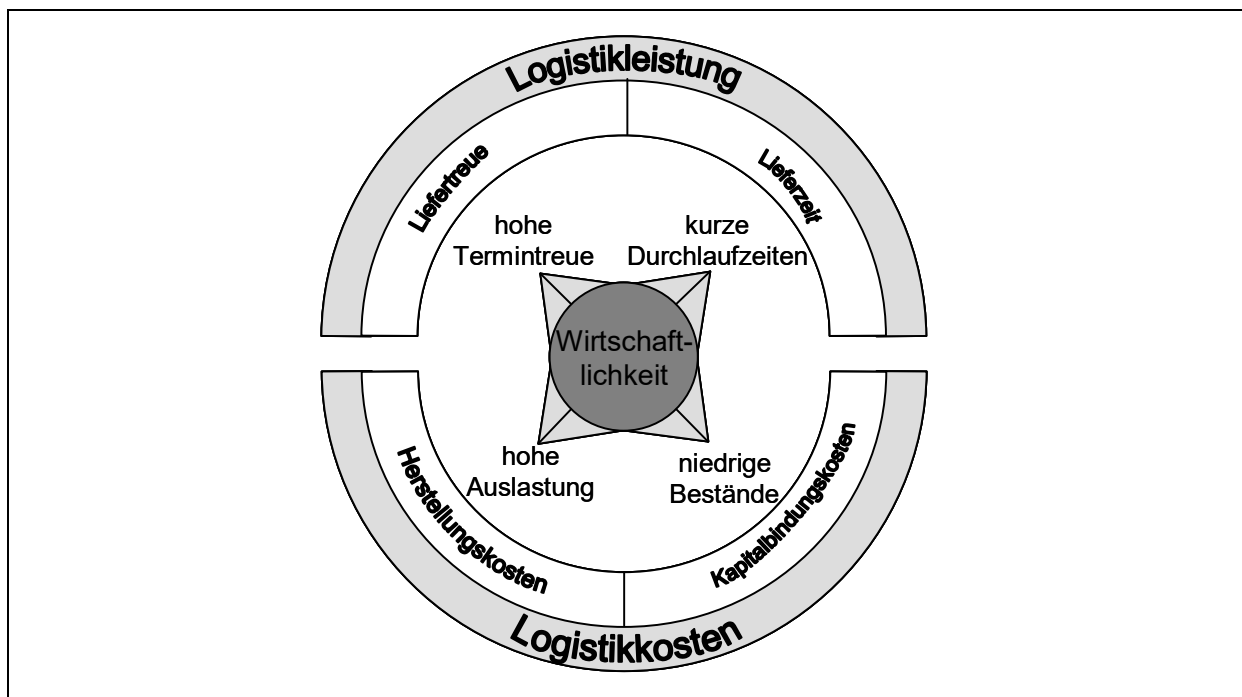 Logistikleistung
Liefertreue
Lieferzeit
hohe
Termintreue
kurze
Durchlaufzeiten
Wirtschaft-
lichkeit
hohe
Auslastung
niedrige
Bestände
Herstellungskosten
Kapitalbindungskosten
Logistikkosten